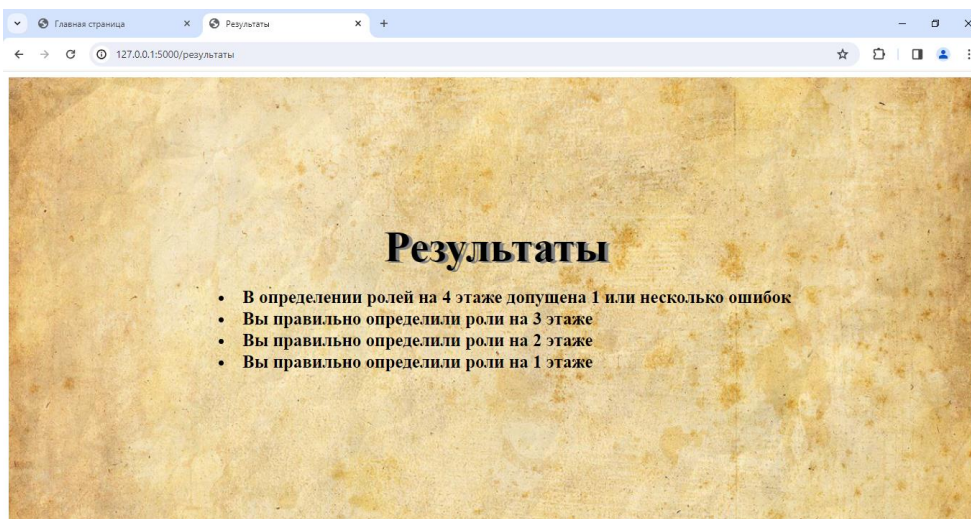 Главная страница
Результаты
127.0.0.1:5000/результаты
Результаты
В определении ролей на 4 этаже допущена 1 или несколько ошибок
Вы правильно определили роли на 3 этаже
Вы правильно определили роли на 2 этаже
Вы правильно определили роли на 1 этаже